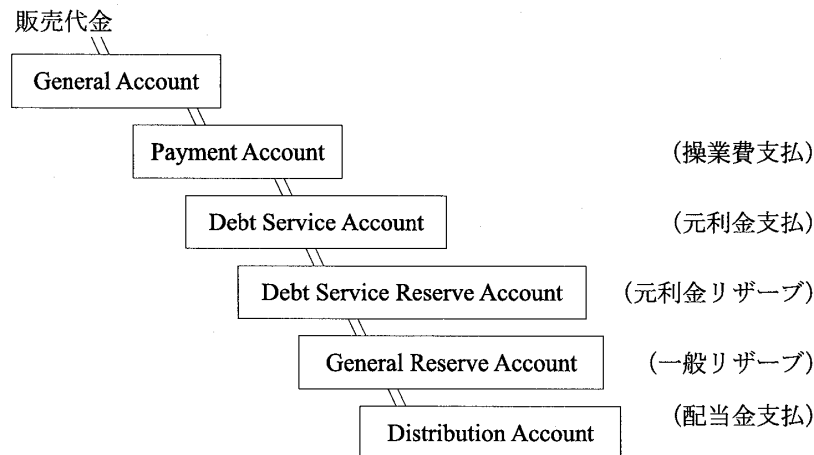 販売代金
General Account
Payment Account (操業費支払)
Debt Service Account (元利金支払)
Debt Service Reserve Account (元利金リザーブ)
General Reserve Account (一般リザーブ)
Distribution Account (配当金支払)